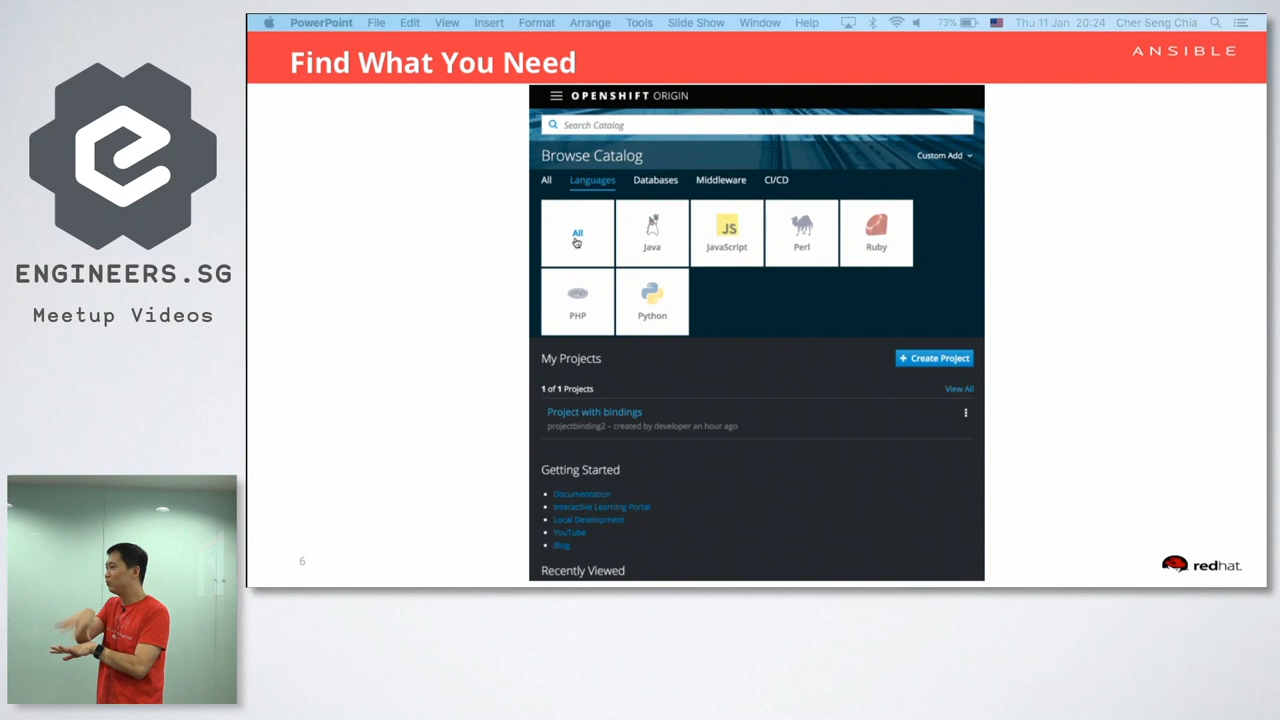 PowerPoint File Edit View Insert Format Arrange Tools Slide Show Window Help 73% Thu 11 Jan 20:24 Cher Seng Chia
Find What You Need
ANSIBLE
OPENSHIFT ORIGIN
Search Catalog
Browse Catalog
Custom Add
All Languages Databases Middleware CI/CD
All
Java
JS
JavaScript
Perl
Ruby
php
PHP
Python
My Projects
+ Create Project
1 of 1 Projects
View All
Project with bindings
projectbinding2 – created by developer an hour ago
Getting Started
Documentation
Interactive Learning Portal
Local Development
YouTube
Blog
Recently Viewed
6
redhat.
ENGINEERS.SG
Meetup Videos